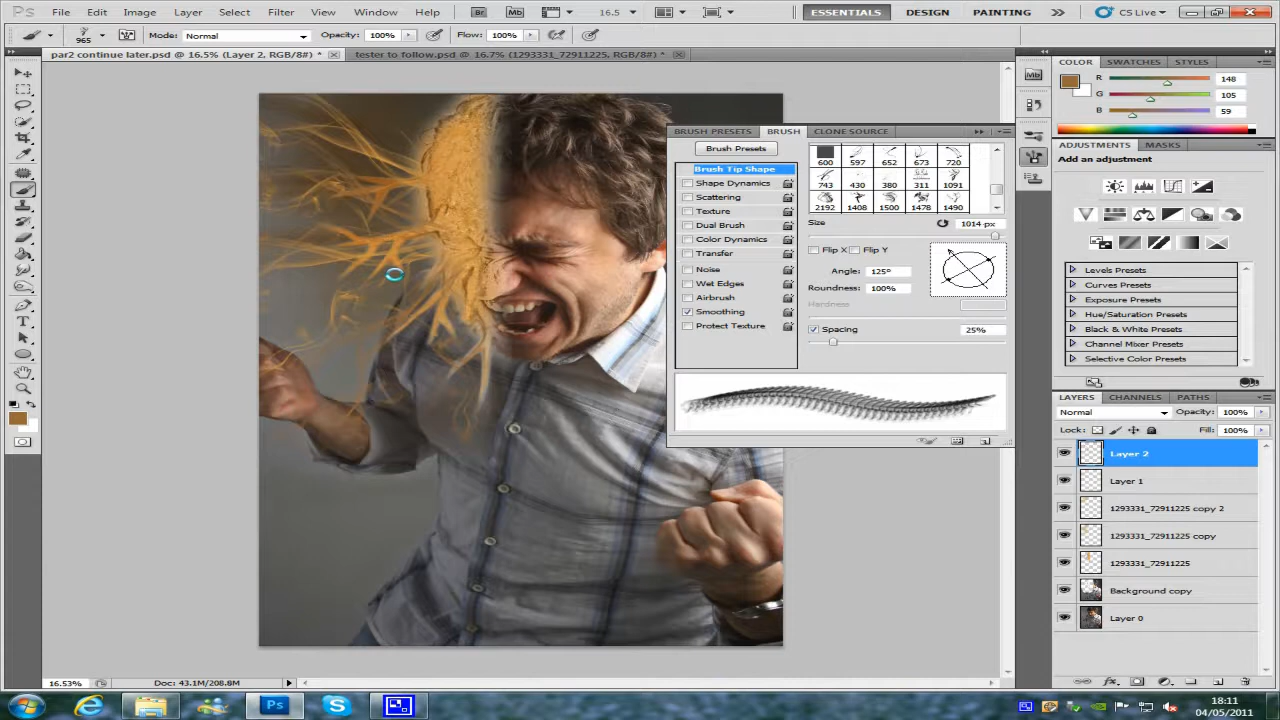 Ps File Edit Image Layer Select Filter View Window Help Br Mb 16.5 ESSENTIALS DESIGN PAINTING CS Live
965 Mode: Normal Opacity: 100% Flow: 100%
par2 continue later.psd @ 16.5% (Layer 2, RGB/8#) * tester to follow.psd @ 16.7% (1293331_72911225, RGB/8#) *
COLOR SWATCHES STYLES
Mb
R 148
G 105
B 59
BRUSH PRESETS BRUSH CLONE SOURCE
Brush Presets
ADJUSTMENTS MASKS
Add an adjustment
600 597 652 673 720
743 430 380 311 1091
2192 1408 1500 1478 1490
Brush Tip Shape
Shape Dynamics
Scattering
Texture
Dual Brush
Color Dynamics
Transfer
Noise
Wet Edges
Airbrush
Smoothing
Protect Texture
Size 1014 px
Flip X Flip Y
Angle: 125°
Roundness: 100%
Hardness
Spacing 25%
Levels Presets
Curves Presets
Exposure Presets
Hue/Saturation Presets
Black & White Presets
Channel Mixer Presets
Selective Color Presets
LAYERS CHANNELS PATHS
Normal Opacity: 100%
Lock: Fill: 100%
Layer 2
Layer 1
1293331_72911225 copy 2
1293331_72911225 copy
1293331_72911225
Background copy
Layer 0
T
fx
16.53% Doc: 43.1M/208.8M
Ps
18:11
04/05/2011